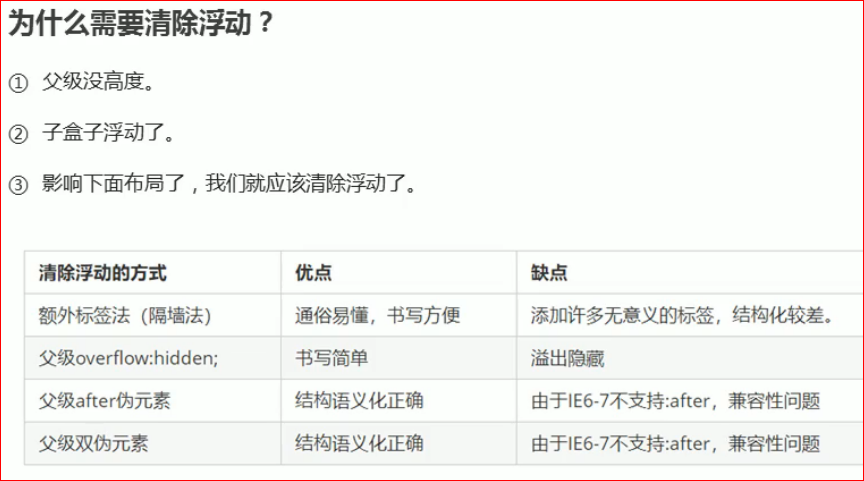 为什么需要清除浮动？
① 父级没高度。
② 子盒子浮动了。
③ 影响下面布局了，我们就应该清除浮动了。
清除浮动的方式 优点 缺点
额外标签法（隔墙法） 通俗易懂，书写方便 添加许多无意义的标签，结构化较差。
父级overflow:hidden; 书写简单 溢出隐藏
父级after伪元素 结构语义化正确 由于IE6-7不支持:after，兼容性问题
父级双伪元素 结构语义化正确 由于IE6-7不支持:after，兼容性问题